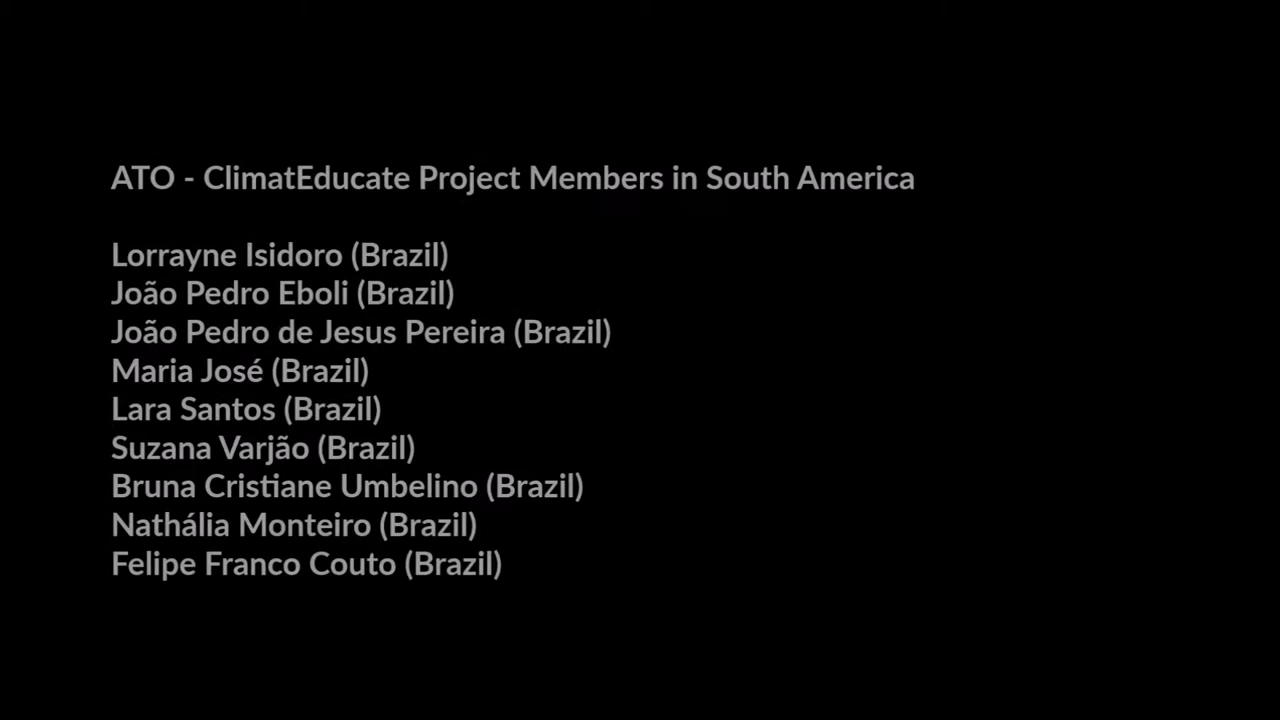 ATO - ClimatEducate Project Members in South America
Lorrayne Isidoro (Brazil)
João Pedro Eboli (Brazil)
João Pedro de Jesus Pereira (Brazil)
Maria José (Brazil)
Lara Santos (Brazil)
Suzana Varjão (Brazil)
Bruna Cristiane Umbelino (Brazil)
Nathália Monteiro (Brazil)
Felipe Franco Couto (Brazil)